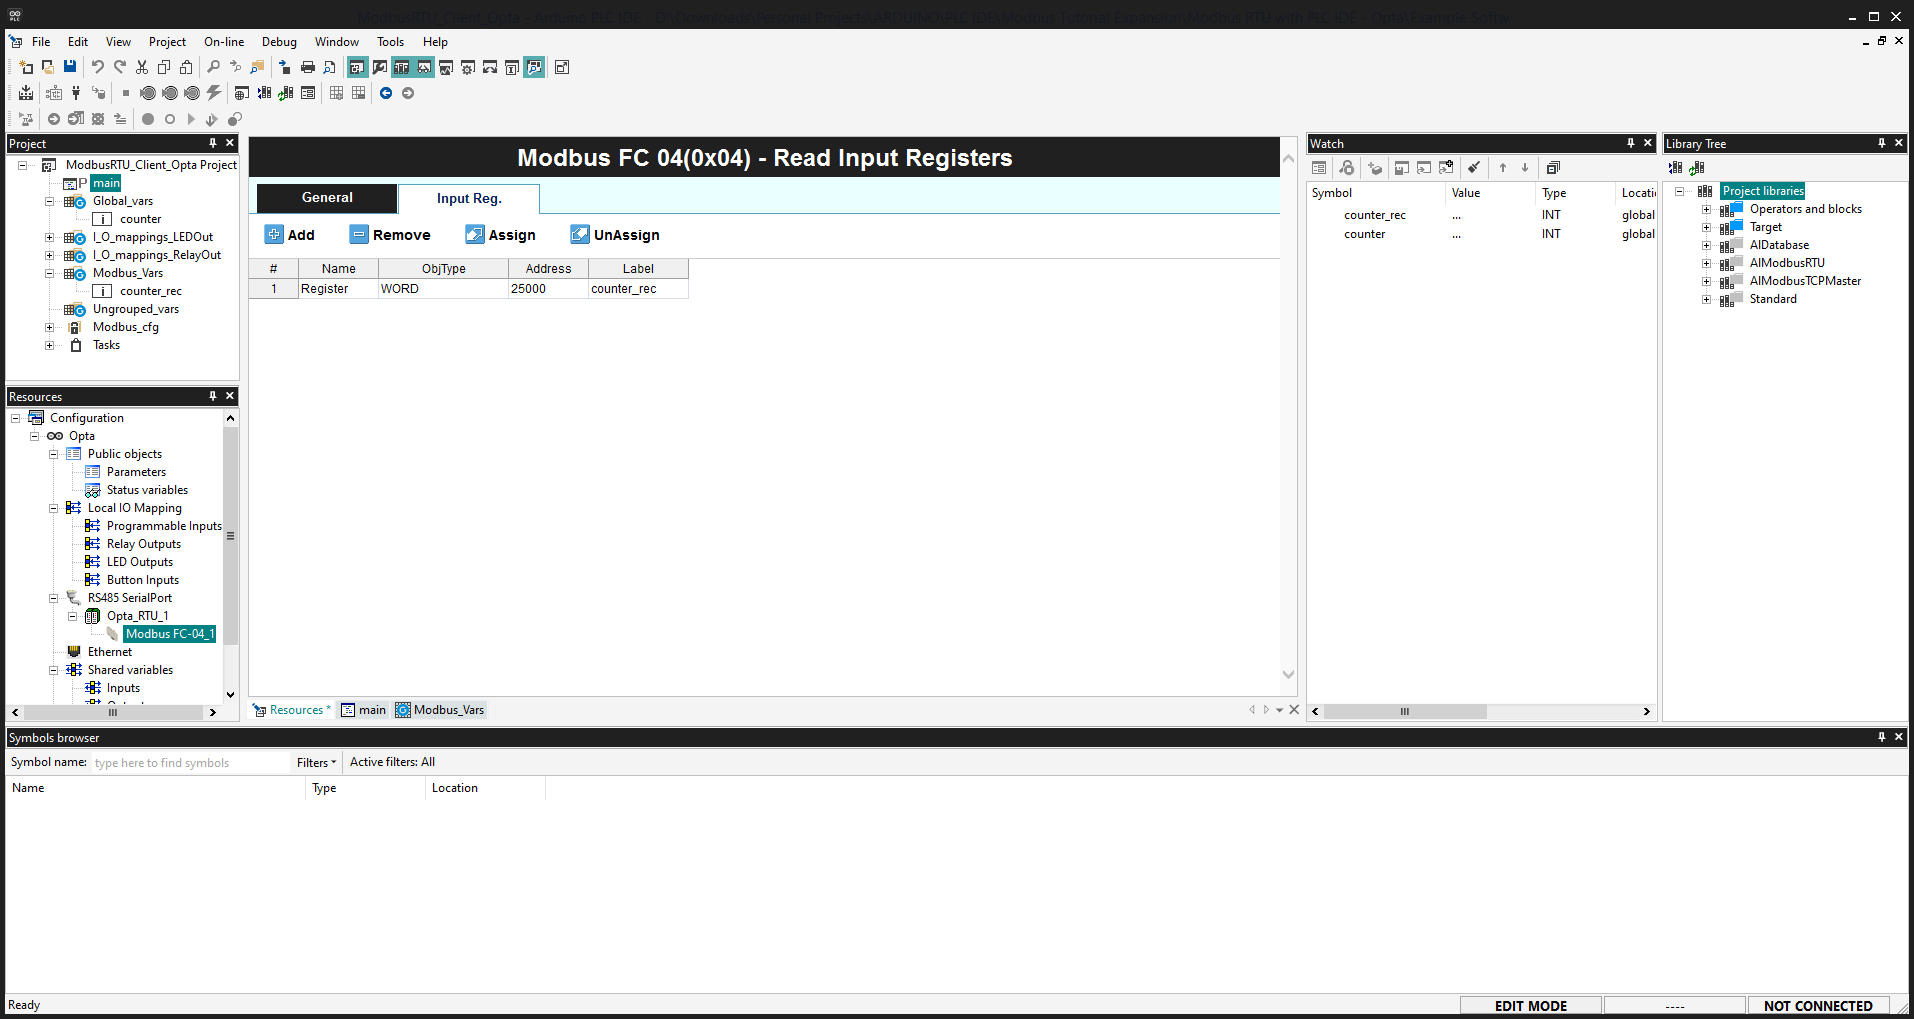 ModbusRTU_Client_Opta - Arduino PLC IDE - D:\Downloads\Personal Projects\ARDUINO\PLC IDE\Modbus Tutorial Expansion\Modbus RTU with PLC IDE - Opta\Example Softw
File Edit View Project On-line Debug Window Tools Help
Project
ModbusRTU_Client_Opta Project
P main
Global_vars
counter
I_O_mappings_LEDOut
I_O_mappings_RelayOut
Modbus_Vars
counter_rec
Ungrouped_vars
Modbus_cfg
Tasks
Resources
Configuration
Opta
Public objects
Parameters
Status variables
Local IO Mapping
Programmable Inputs
Relay Outputs
LED Outputs
Button Inputs
RS485 SerialPort
Opta_RTU_1
Modbus FC-04_1
Ethernet
Shared variables
Inputs
Modbus FC 04(0x04) - Read Input Registers
General Input Reg.
Add Remove Assign UnAssign
# Name ObjType Address Label
1 Register WORD 25000 counter_rec
Resources * main Modbus_Vars
Watch
Symbol Value Type Locati
counter_rec ... INT global
counter ... INT global
Library Tree
Project libraries
Operators and blocks
Target
AlDatabase
AlModbusRTU
AlModbusTCPMaster
Standard
Symbols browser
Symbol name: type here to find symbols Filters Active filters: All
Name Type Location
Ready EDIT MODE ---- NOT CONNECTED